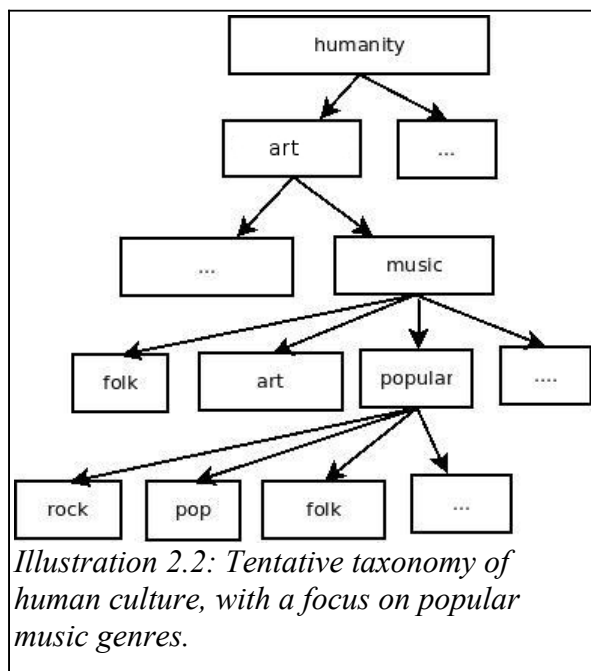 humanity
art ...
... music
folk art popular ....
rock pop folk ...
Illustration 2.2: Tentative taxonomy of
human culture, with a focus on popular
music genres.